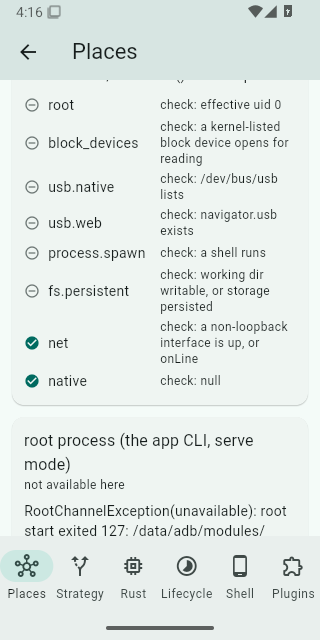 4:16
Places
root
check: effective uid 0
block_devices
check: a kernel-listed
block device opens for
reading
usb.native
check: /dev/bus/usb
lists
usb.web
check: navigator.usb
exists
process.spawn
check: a shell runs
fs.persistent
check: working dir
writable, or storage
persisted
net
check: a non-loopback
interface is up, or
onLine
native
check: null
root process (the app CLI, serve
mode)
not available here
RootChannelException(unavailable): root
start exited 127: /data/adb/modules/
Places
Strategy
Rust
Lifecycle
Shell
Plugins